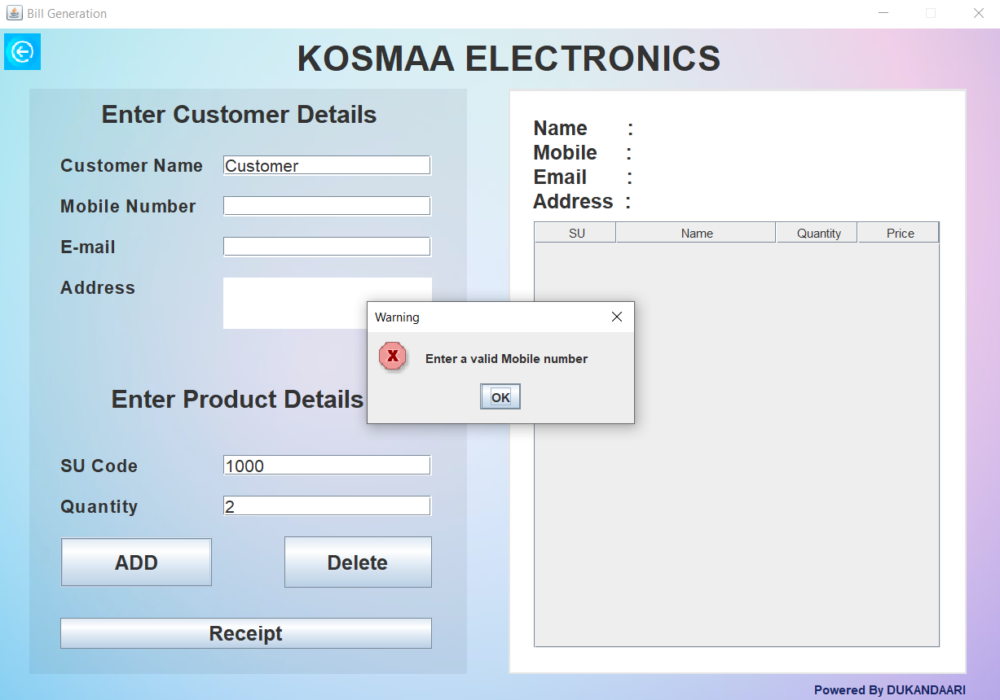 Bill Generation
KOSMAA ELECTRONICS
Enter Customer Details
Customer Name Customer
Mobile Number
E-mail
Address
Enter Product Details
SU Code 1000
Quantity 2
ADD Delete
Receipt
Name :
Mobile :
Email :
Address :
SU Name Quantity Price
Warning
X Enter a valid Mobile number
OK
Powered By DUKANDAARI